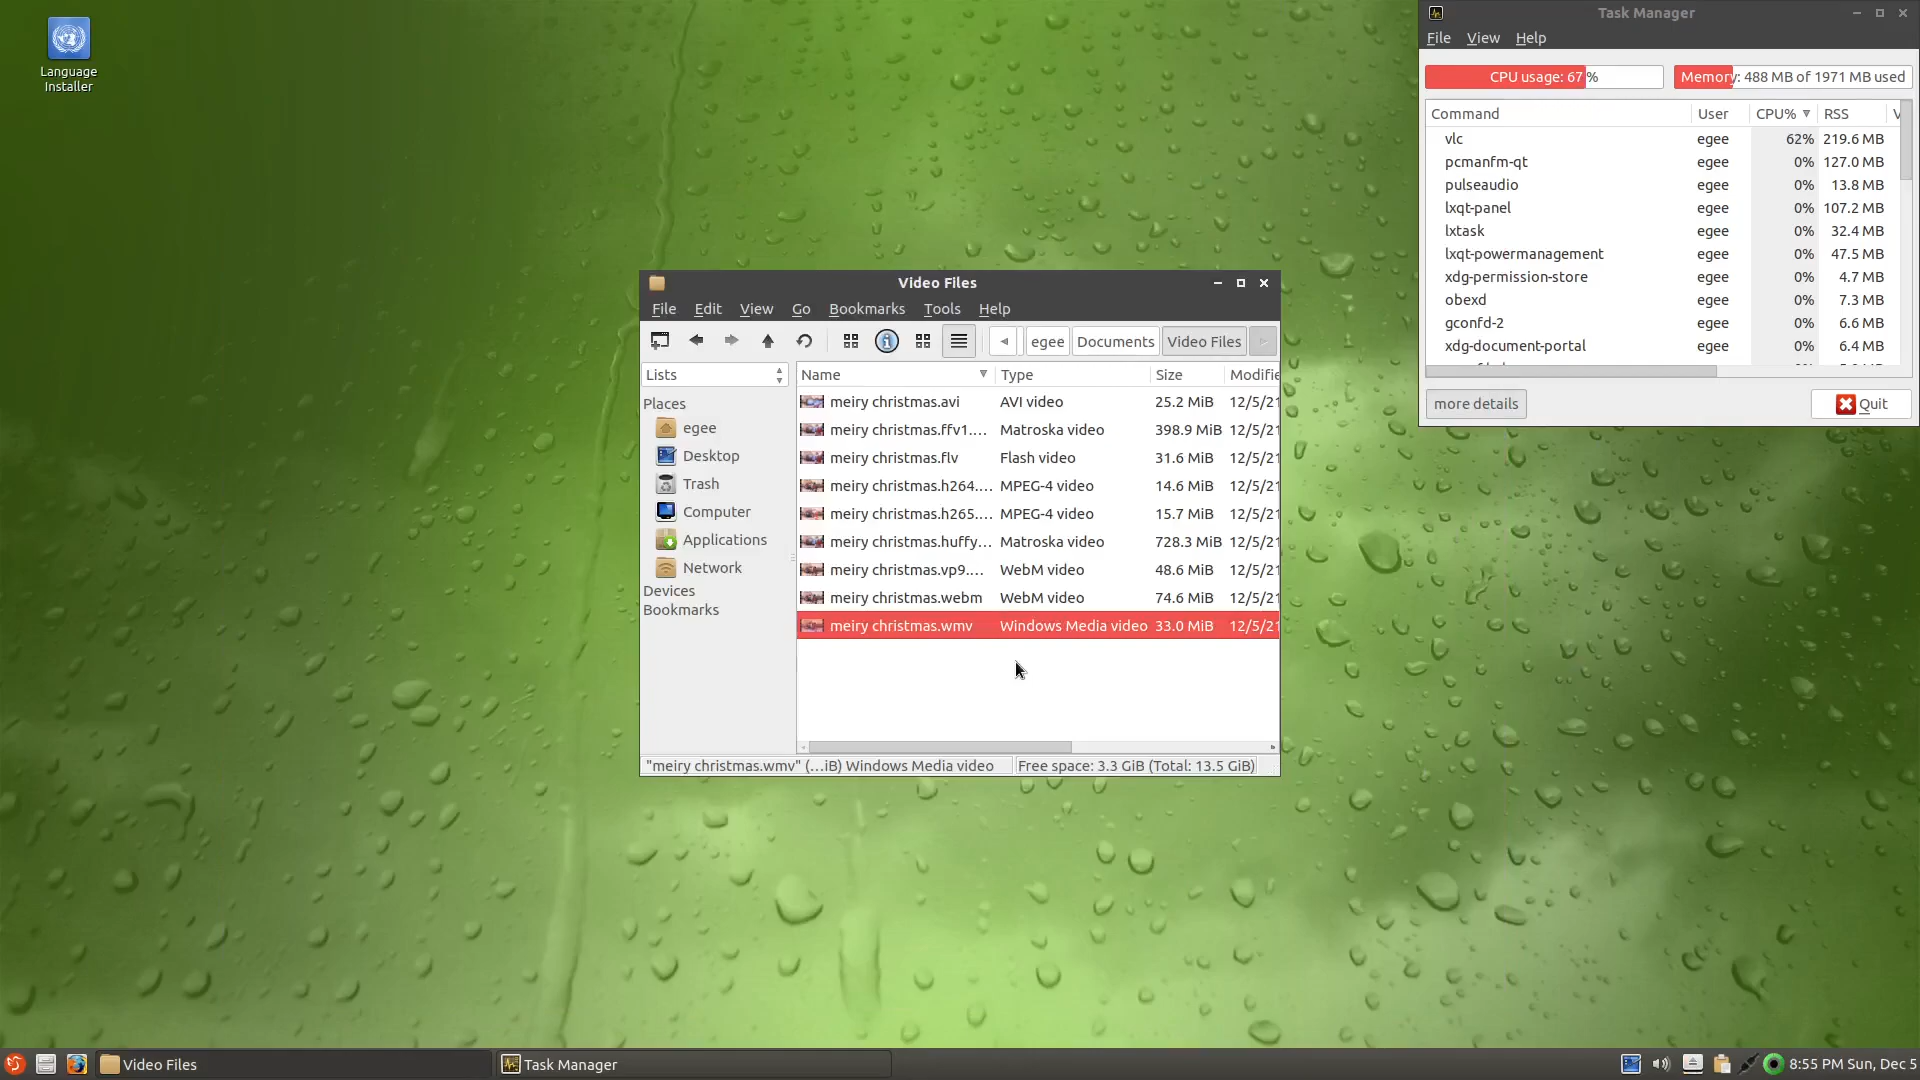 Language
Installer
Task Manager
File View Help
CPU usage: 67 % Memory: 488 MB of 1971 MB used
Command User CPU% RSS V
vlc egee 62% 219.6 MB
pcmanfm-qt egee 0% 127.0 MB
pulseaudio egee 0% 13.8 MB
lxqt-panel egee 0% 107.2 MB
lxtask egee 0% 32.4 MB
lxqt-powermanagement egee 0% 47.5 MB
xdg-permission-store egee 0% 4.7 MB
obexd egee 0% 7.3 MB
gconfd-2 egee 0% 6.6 MB
xdg-document-portal egee 0% 6.4 MB
more details Quit
Video Files
File Edit View Go Bookmarks Tools Help
egee Documents Video Files
Lists
Places
egee
Desktop
Trash
Computer
Applications
Network
Devices
Bookmarks
Name Type Size Modifie
meiry christmas.avi AVI video 25.2 MiB 12/5/21
meiry christmas.ffv1.… Matroska video 398.9 MiB 12/5/21
meiry christmas.flv Flash video 31.6 MiB 12/5/21
meiry christmas.h264.… MPEG-4 video 14.6 MiB 12/5/21
meiry christmas.h265.… MPEG-4 video 15.7 MiB 12/5/21
meiry christmas.huffy… Matroska video 728.3 MiB 12/5/21
meiry christmas.vp9.… WebM video 48.6 MiB 12/5/21
meiry christmas.webm WebM video 74.6 MiB 12/5/21
meiry christmas.wmv Windows Media video 33.0 MiB 12/5/21
"meiry christmas.wmv" (…iB) Windows Media video Free space: 3.3 GiB (Total: 13.5 GiB)
Video Files Task Manager 8:55 PM Sun, Dec 5